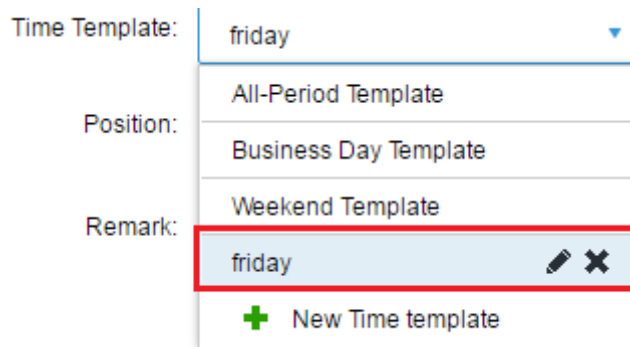 Time Template:
friday
All-Period Template
Position:
Business Day Template
Weekend Template
Remark:
friday
New Time template